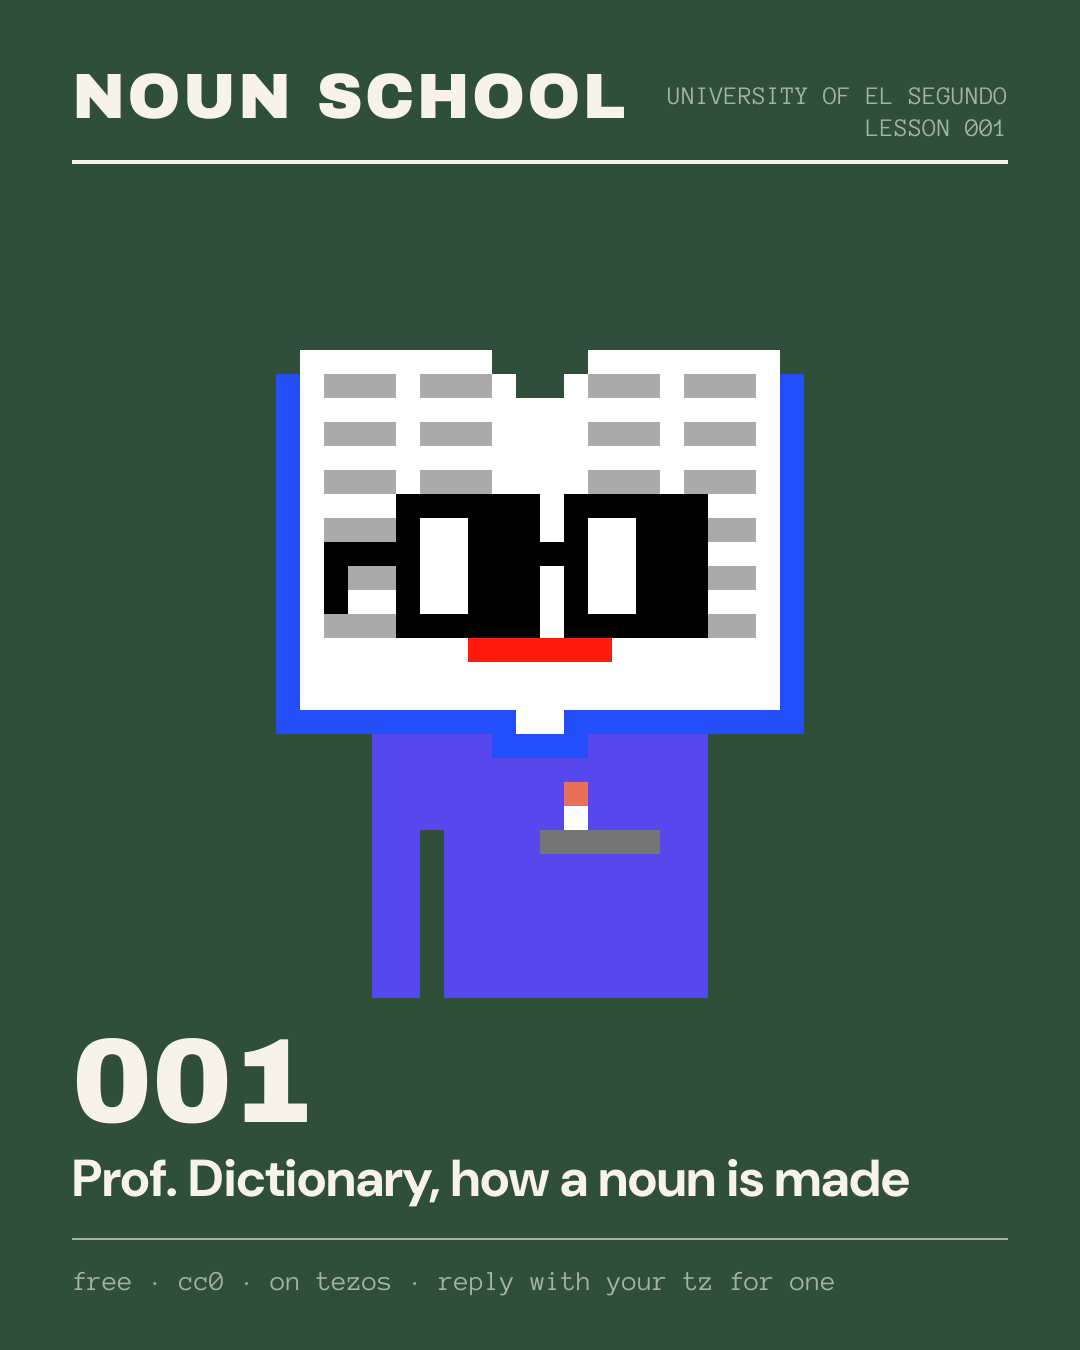 NOUN SCHOOL
UNIVERSITY OF EL SEGUNDO
LESSON 001
001
Prof. Dictionary, how a noun is made
free · cc0 · on tezos · reply with your tz for one